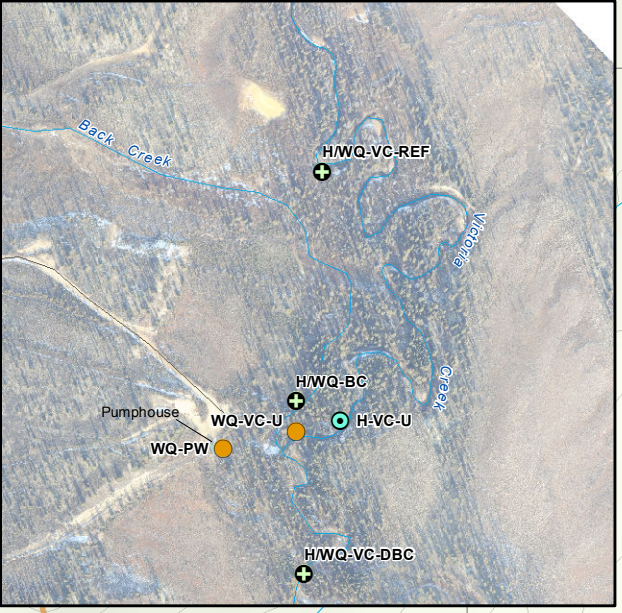 Back Creek
H/WQ-VC-REF
Victoria
Creek
H/WQ-BC
Pumphouse
WQ-VC-U
H-VC-U
WQ-PW
H/WQ-VC-DBC